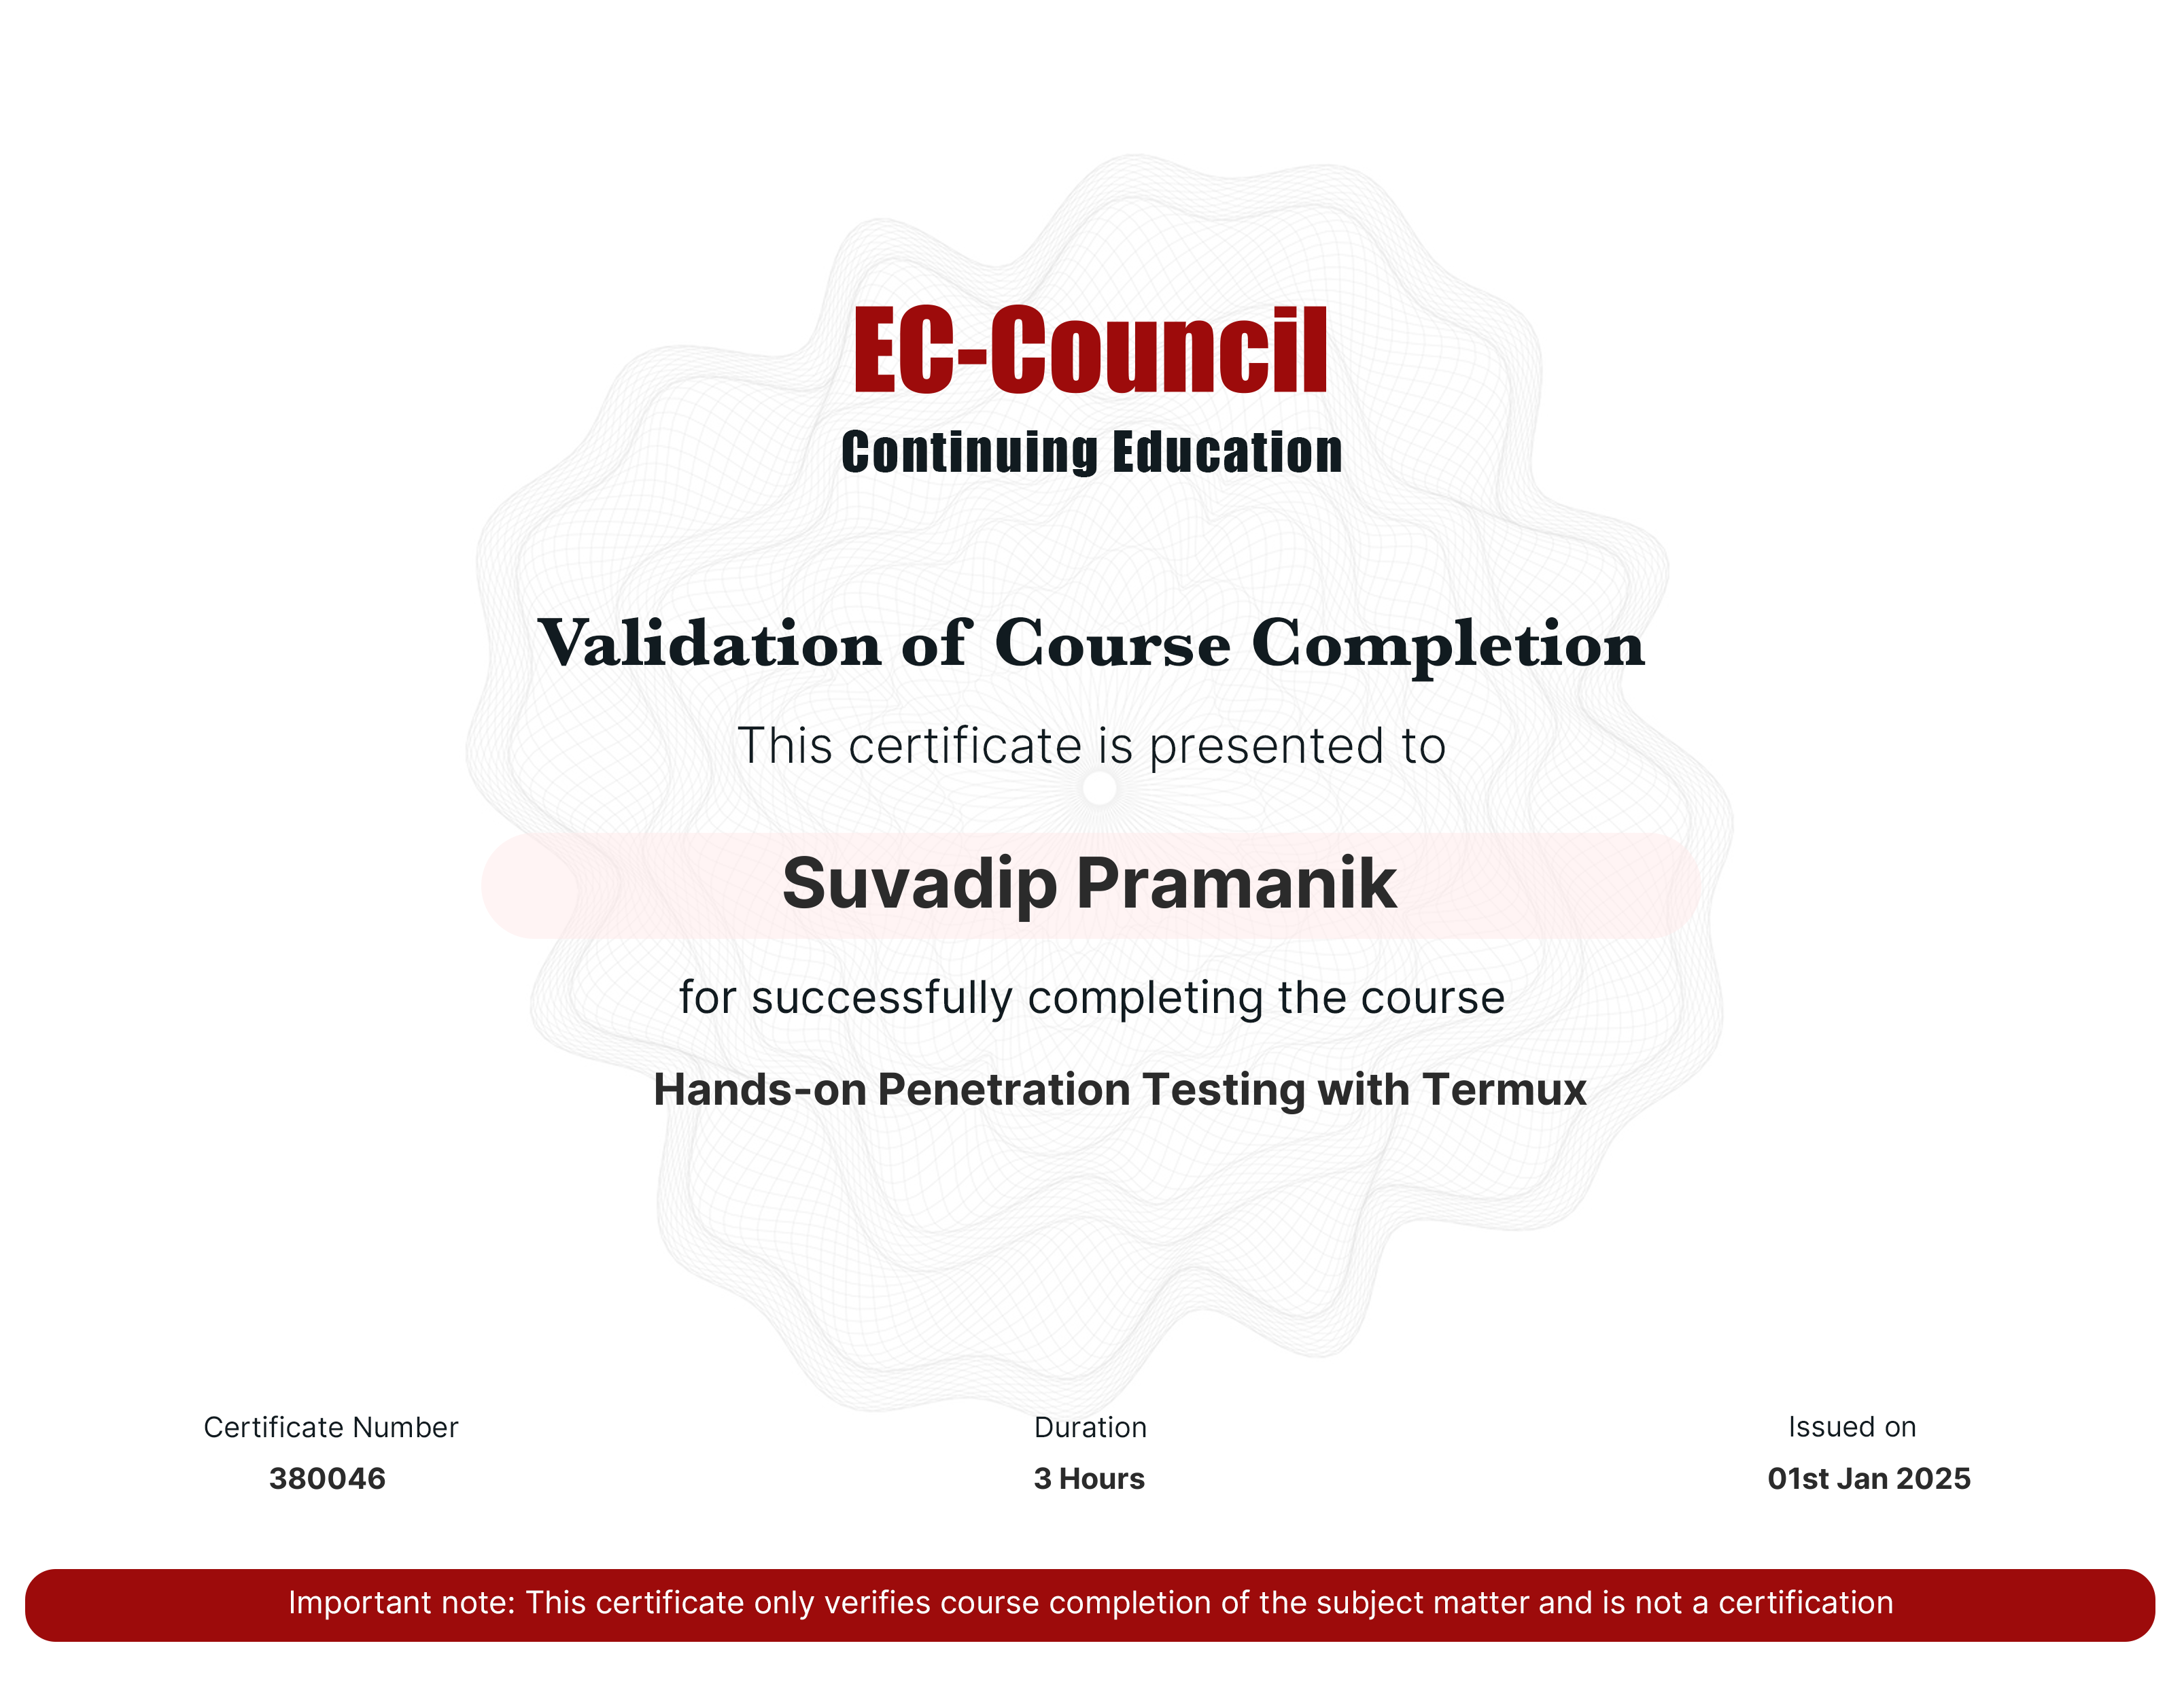 EC-Council
Continuing Education
Validation of Course Completion
This certificate is presented to
Suvadip Pramanik
for successfully completing the course
Hands-on Penetration Testing with Termux
Certificate Number
380046
Duration
3 Hours
Issued on
01st Jan 2025
Important note: This certificate only verifies course completion of the subject matter and is not a certification